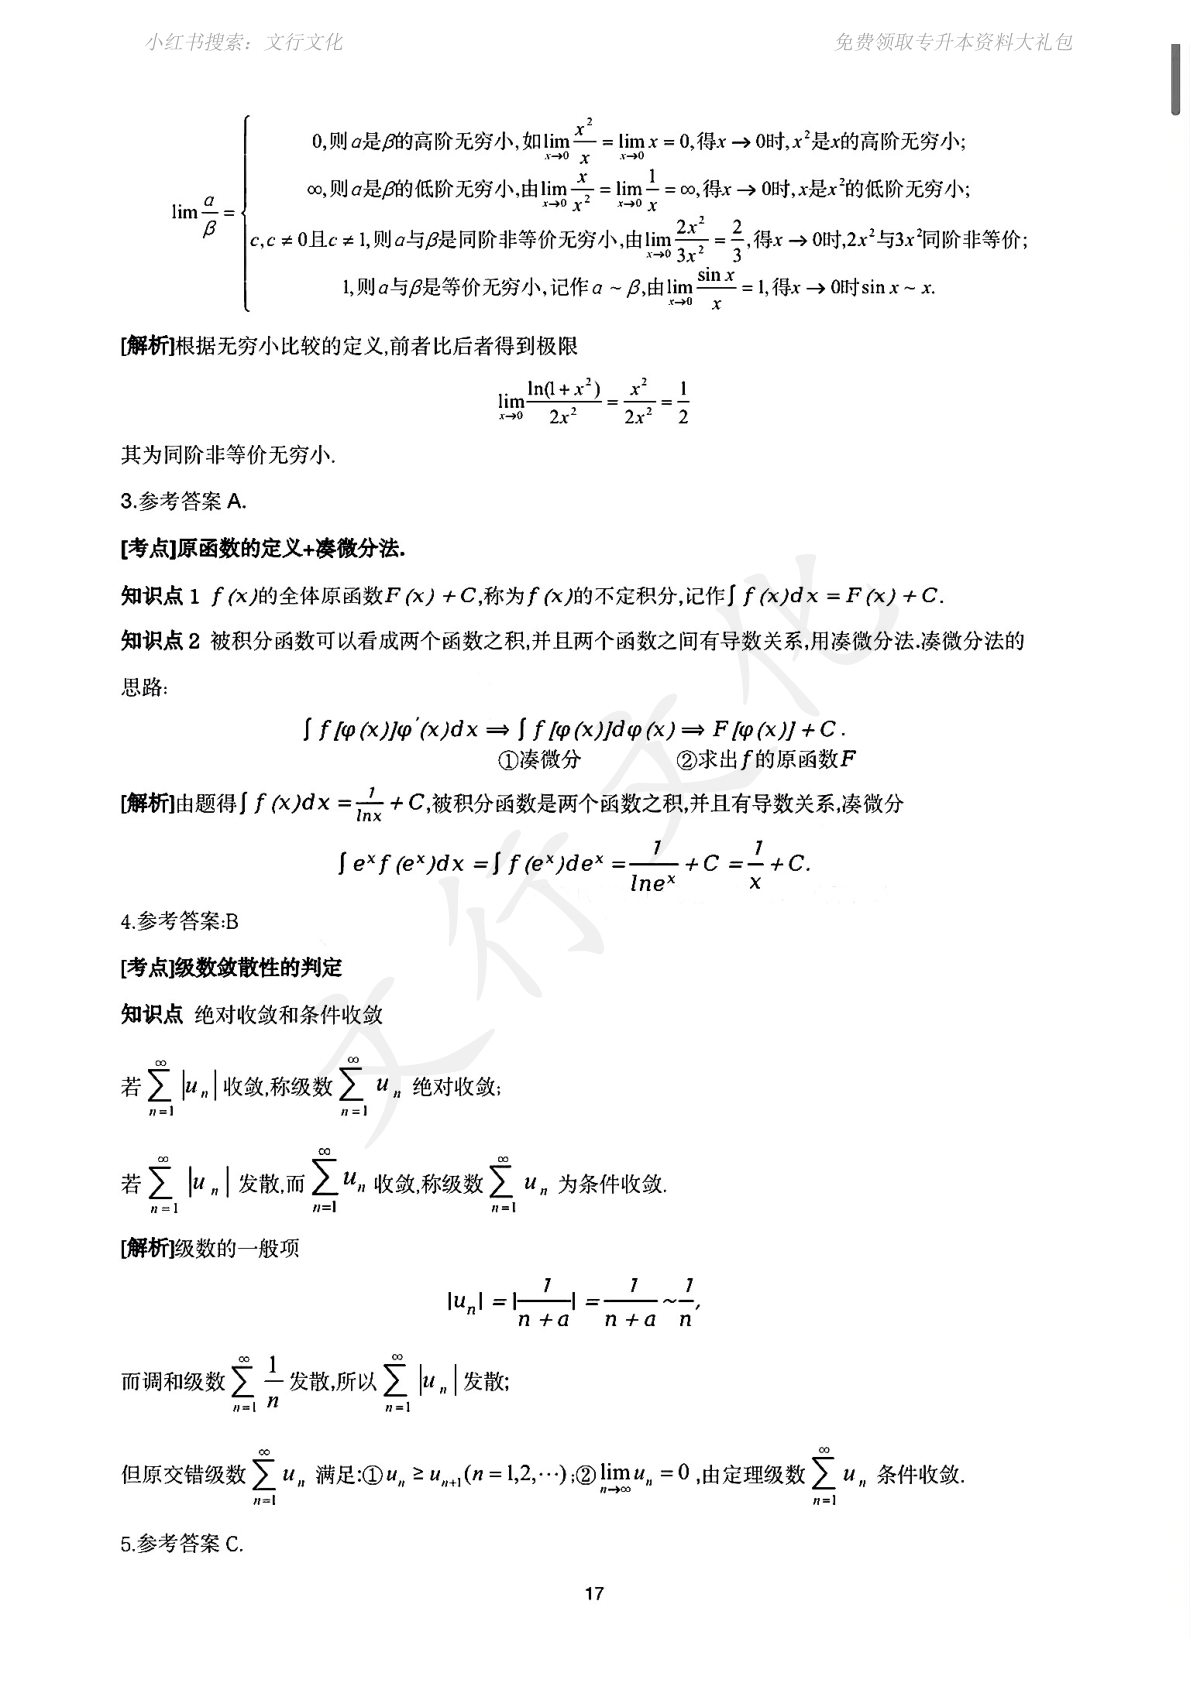 小红书搜索：文行文化 免费领取专升本资料大礼包
lim α/β = {
0,则α是β的高阶无穷小,如lim(x→0) x²/x = lim(x→0) x = 0,得x → 0时,x²是x的高阶无穷小;
∞,则α是β的低阶无穷小,由lim(x→0) x/x² = lim(x→0) 1/x = ∞,得x → 0时,x是x²的低阶无穷小;
c,c ≠ 0且c ≠ 1,则α与β是同阶非等价无穷小,由lim(x→0) 2x²/3x² = 2/3,得x → 0时,2x²与3x²同阶非等价;
1,则α与β是等价无穷小,记作α ~ β,由lim(x→0) sin x/x = 1,得x → 0时sin x ~ x.
[解析]根据无穷小比较的定义,前者比后者得到极限
lim(x→0) ln(1+x²)/2x² = x²/2x² = 1/2
其为同阶非等价无穷小.
3.参考答案 A.
[考点]原函数的定义+凑微分法.
知识点 1 f(x)的全体原函数F(x)+C,称为f(x)的不定积分,记作∫f(x)dx = F(x)+C.
知识点 2 被积分函数可以看成两个函数之积,并且两个函数之间有导数关系,用凑微分法.凑微分法的
思路:
∫f[φ(x)]φ′(x)dx ⇒ ∫f[φ(x)]dφ(x) ⇒ F[φ(x)]+C.
①凑微分 ②求出f的原函数F
[解析]由题得∫f(x)dx = 1/lnx + C,被积分函数是两个函数之积,并且有导数关系,凑微分
∫eˣf(eˣ)dx = ∫f(eˣ)deˣ = 1/lneˣ + C = 1/x + C.
4.参考答案:B
[考点]级数敛散性的判定
知识点 绝对收敛和条件收敛
若∑(n=1→∞)|uₙ|收敛,称级数∑(n=1→∞) uₙ 绝对收敛;
若∑(n=1→∞)|uₙ|发散,而∑(n=1→∞) uₙ 收敛,称级数∑(n=1→∞) uₙ 为条件收敛.
[解析]级数的一般项
|uₙ| = |1/(n+a)| = 1/(n+a) ~ 1/n,
而调和级数∑(n=1→∞) 1/n 发散,所以∑(n=1→∞)|uₙ|发散;
但原交错级数∑(n=1→∞) uₙ 满足:①uₙ ≥ uₙ₊₁(n = 1,2,⋯);②lim(n→∞) uₙ = 0,由定理级数∑(n=1→∞) uₙ 条件收敛.
5.参考答案 C.
17
文行文化